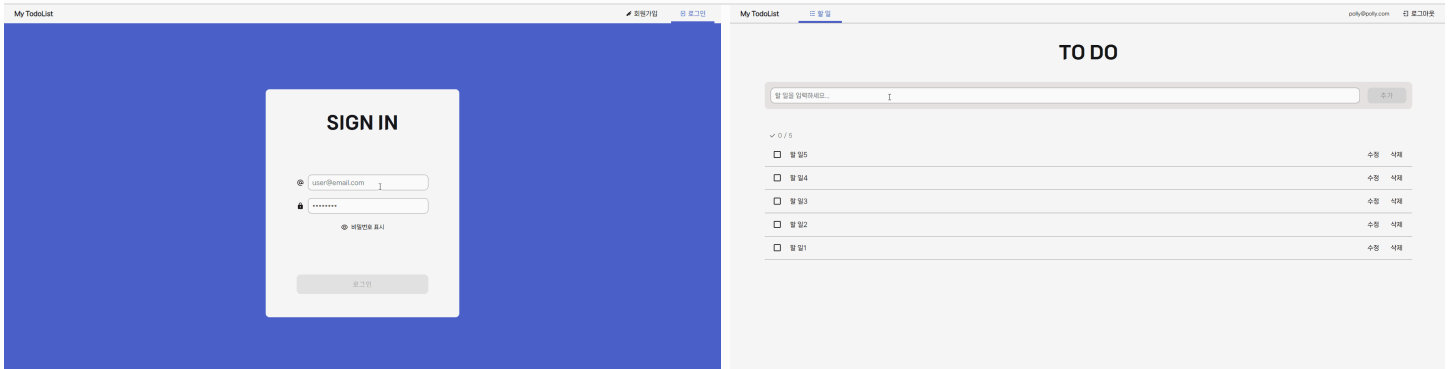 My TodoList
회원가입
로그인
SIGN IN
@ user@email.com
비밀번호 표시
로그인
My TodoList
할 일
polly@polly.com
로그아웃
TO DO
할 일을 입력하세요...
추가
0 / 5
할 일5 수정 삭제
할 일4 수정 삭제
할 일3 수정 삭제
할 일2 수정 삭제
할 일1 수정 삭제